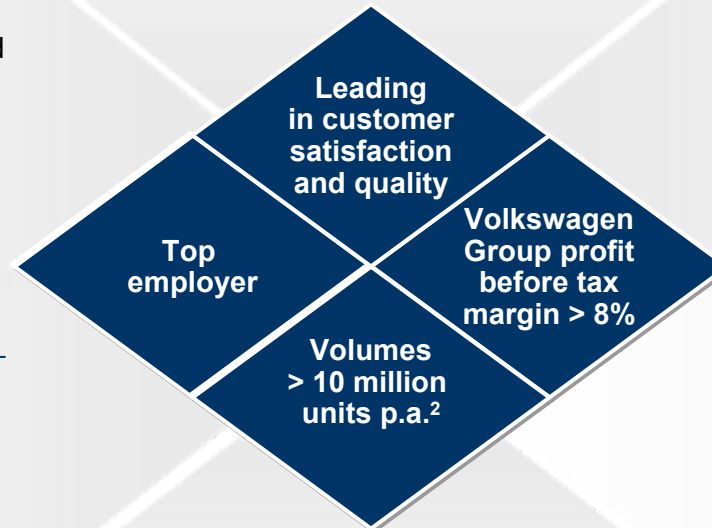 Leading
in customer
satisfaction
and quality
Top
employer
Volkswagen
Group profit
before tax
margin > 8%
Volumes
> 10 million
units p.a.²